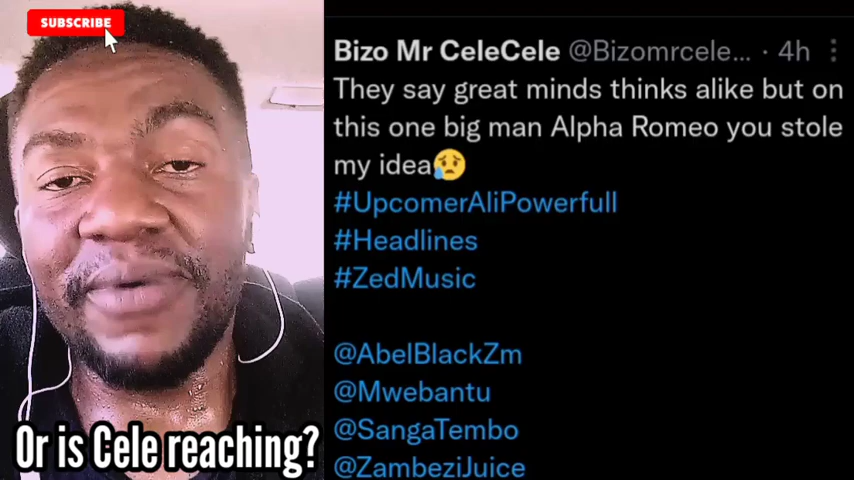 SUBSCRIBE
Bizo Mr CeleCele @Bizomrcele... · 4h
They say great minds thinks alike but on
this one big man Alpha Romeo you stole
my idea😥
#UpcomerAliPowerfull
#Headlines
#ZedMusic
@AbelBlackZm
@Mwebantu
@SangaTembo
@ZambeziJuice
Or is Cele reaching?